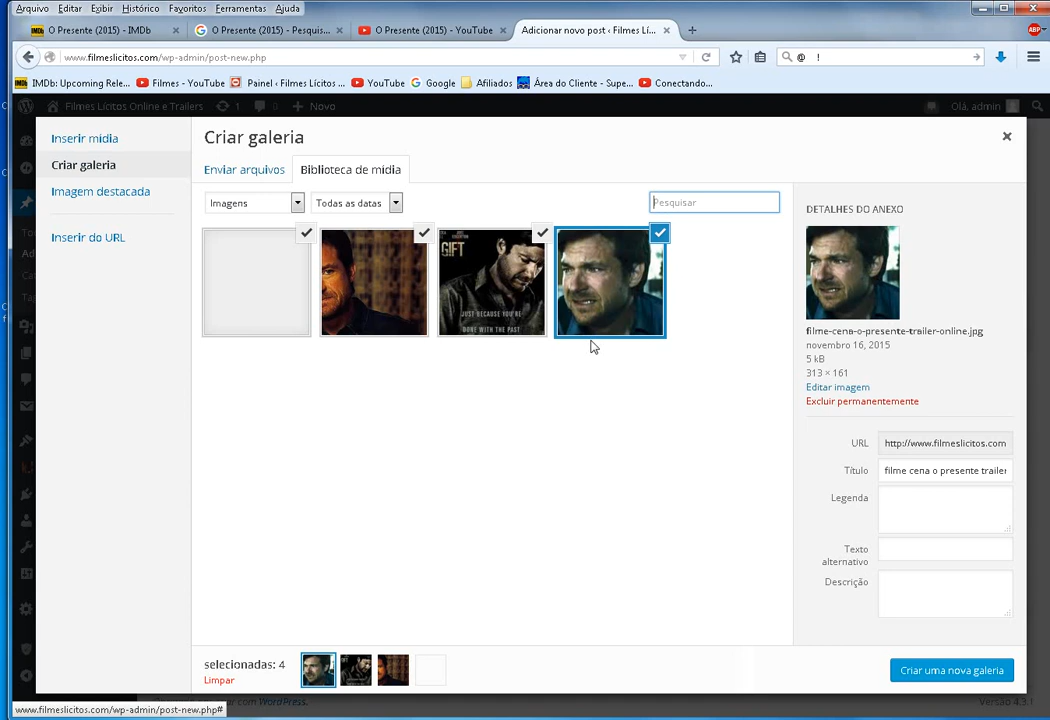 Arquivo Editar Exibir Histórico Favoritos Ferramentas Ajuda
O Presente (2015) - IMDb
O Presente (2015) - Pesquis...
O Presente (2015) - YouTube
Adicionar novo post ‹ Filmes Lí...
ABP
www.filmeslicitos.com/wp-admin/post-new.php
@ !
IMDb: Upcoming Rele...
Filmes - YouTube
Painel ‹ Filmes Lícitos ...
YouTube
Google
Afiliados
Área do Cliente - Supe...
Conectando...
Filmes Lícitos Online e Trailers
1
0
Novo
Olá, admin
Inserir mídia
Criar galeria
Imagem destacada
Inserir do URL
Criar galeria
Enviar arquivos
Biblioteca de mídia
Imagens
Todas as datas
Pesquisar
GIFT
JUST BECAUSE YOU'RE
DONE WITH THE PAST
DETALHES DO ANEXO
filme-cena-o-presente-trailer-online.jpg
novembro 16, 2015
5 kB
313 × 161
Editar imagem
Excluir permanentemente
URL
http://www.filmeslicitos.com
Título
filme cena o presente trailer
Legenda
Texto
alternativo
Descrição
selecionadas: 4
Limpar
Criar uma nova galeria
com WordPress.
Versão 4.3.1
www.filmeslicitos.com/wp-admin/post-new.php#